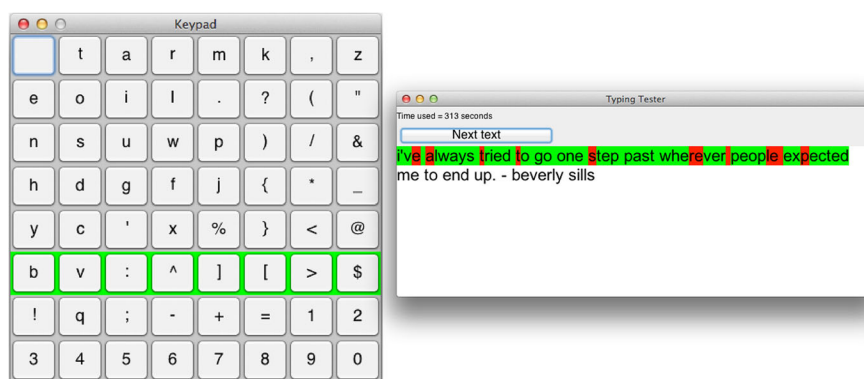 Keypad
t a r m k , z
e o i l . ? ( "
n s u w p ) / &
h d g f j { * _
y c ' x % } < @
b v : ^ ] [ > $
! q ; - + = 1 2
3 4 5 6 7 8 9 0
Typing Tester
Time used = 313 seconds
Next text
i've always tried to go one step past wherever people expected
me to end up. - beverly sills